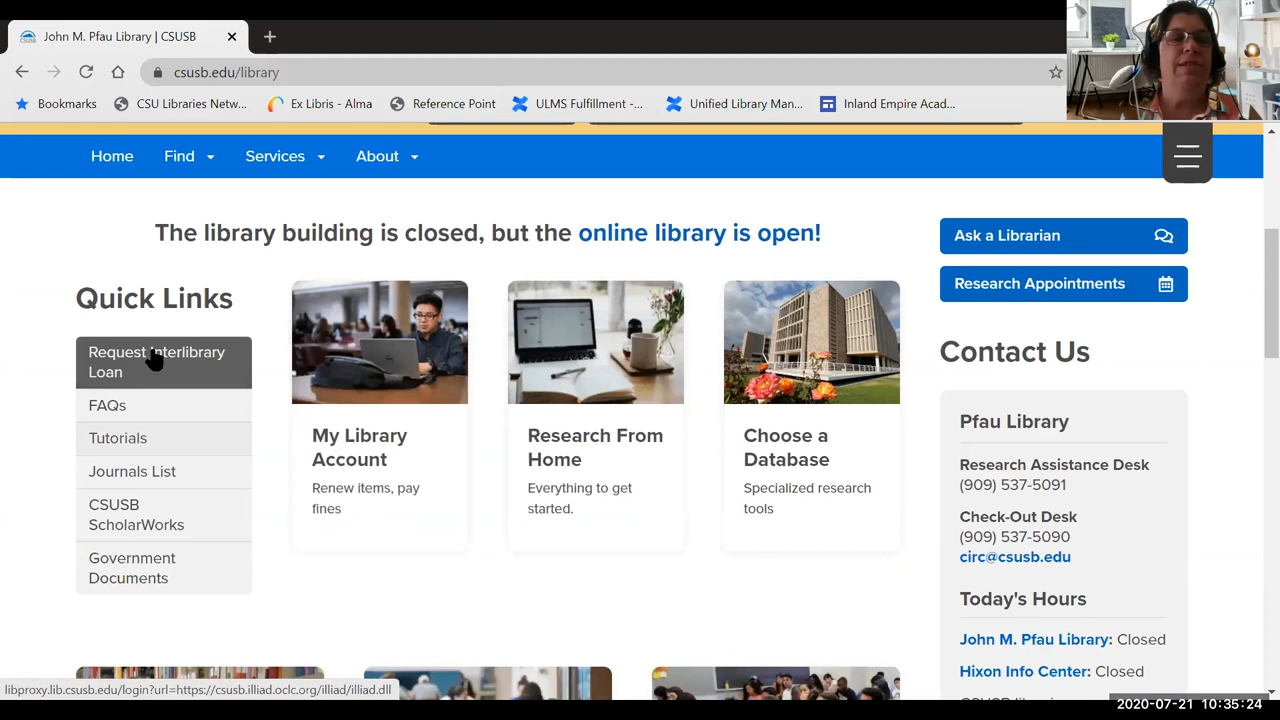 John M. Pfau Library | CSUSB
csusb.edu/library
Bookmarks
CSU Libraries Netw...
Ex Libris - Alma
Reference Point
ULMS Fulfillment -...
Unified Library Man...
Inland Empire Acad...
Home
Find
Services
About
The library building is closed, but the online library is open!
Ask a Librarian
Research Appointments
Quick Links
Request Interlibrary
Loan
FAQs
Tutorials
Journals List
CSUSB
ScholarWorks
Government
Documents
My Library
Account
Renew items, pay
fines
Research From
Home
Everything to get
started.
Choose a
Database
Specialized research
tools
Contact Us
Pfau Library
Research Assistance Desk
(909) 537-5091
Check-Out Desk
(909) 537-5090
circ@csusb.edu
Today's Hours
John M. Pfau Library: Closed
Hixon Info Center: Closed
libproxy.lib.csusb.edu/login?url=https://csusb.illiad.oclc.org/illiad/illiad.dll
2020-07-21 10:35:24